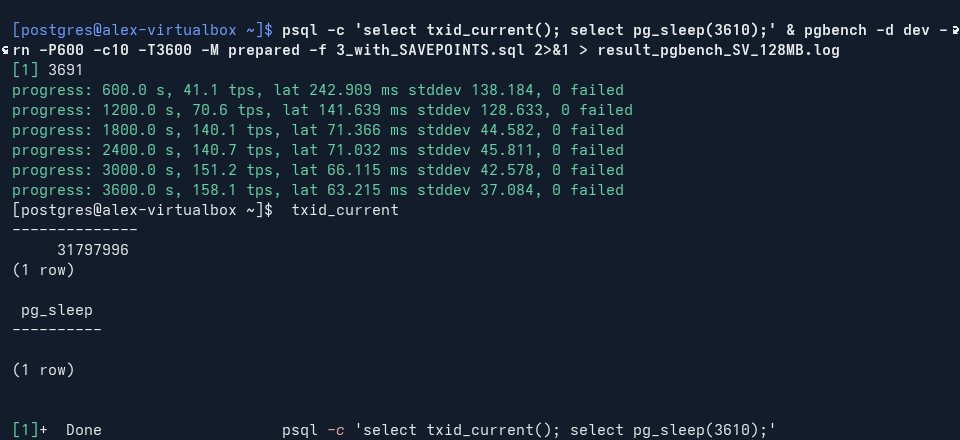 [postgres@alex-virtualbox ~]$ psql -c 'select txid_current(); select pg_sleep(3610);' & pgbench -d dev -
rn -P600 -c10 -T3600 -M prepared -f 3_with_SAVEPOINTS.sql 2>&1 > result_pgbench_SV_128MB.log
[1] 3691
progress: 600.0 s, 41.1 tps, lat 242.909 ms stddev 138.184, 0 failed
progress: 1200.0 s, 70.6 tps, lat 141.639 ms stddev 128.633, 0 failed
progress: 1800.0 s, 140.1 tps, lat 71.366 ms stddev 44.582, 0 failed
progress: 2400.0 s, 140.7 tps, lat 71.032 ms stddev 45.811, 0 failed
progress: 3000.0 s, 151.2 tps, lat 66.115 ms stddev 42.578, 0 failed
progress: 3600.0 s, 158.1 tps, lat 63.215 ms stddev 37.084, 0 failed
[postgres@alex-virtualbox ~]$  txid_current
--------------
     31797996
(1 row)

 pg_sleep
----------

(1 row)

[1]+  Done                    psql -c 'select txid_current(); select pg_sleep(3610);'